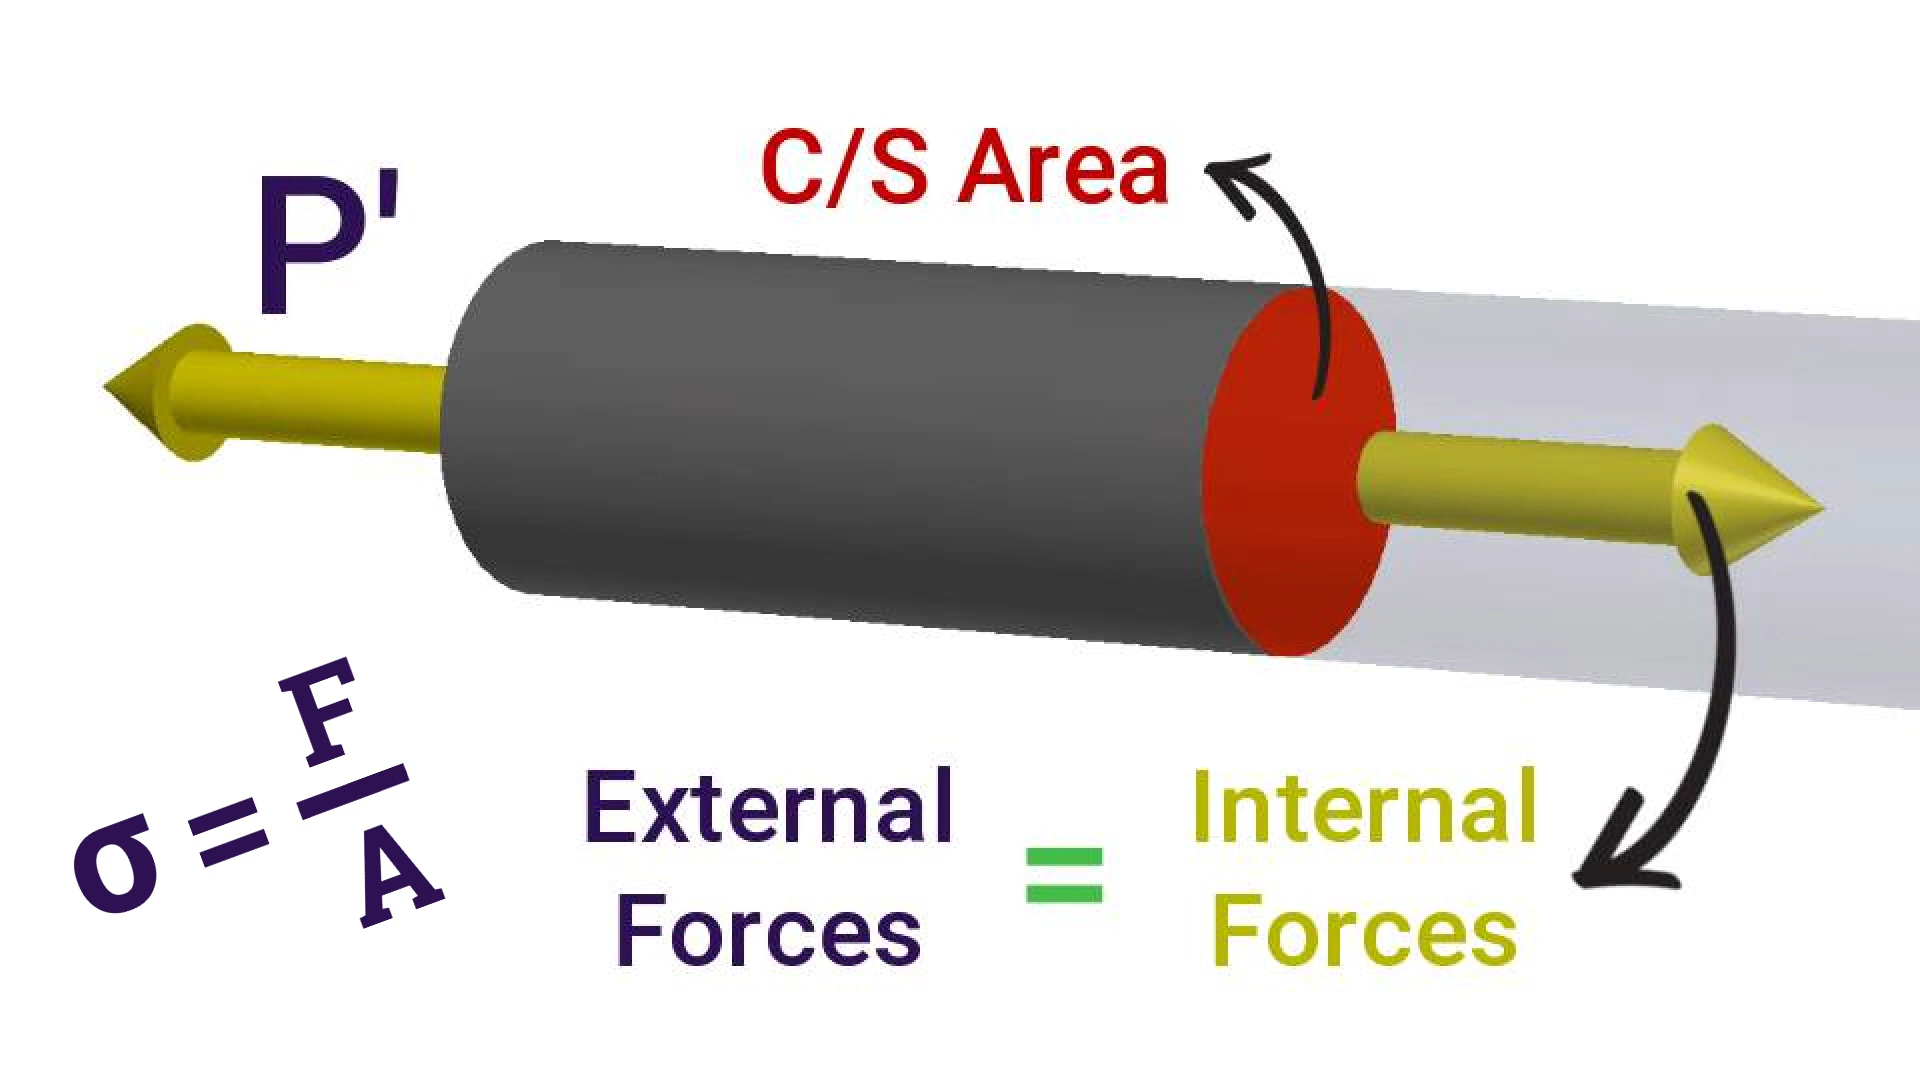 C/S Area
P'
σ = F/A
External
Forces
=
Internal
Forces